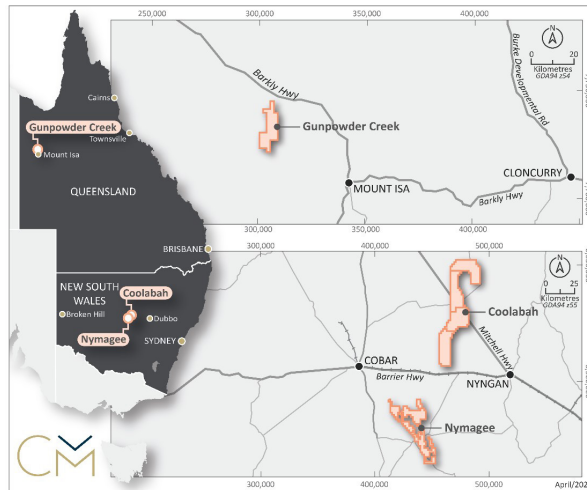 250,000
300,000
350,000
400,000
N
0
20
Kilometres
GDA94 z54
Barkly Hwy
Burke Developmental Rd
Cairns
Gunpowder Creek
Townsville
Mount Isa
Gunpowder Creek
CLONCURRY
MOUNT ISA
QUEENSLAND
Barkly Hwy
300,000
350,000
400,000
BRISBANE
300,000
400,000
500,000
N
0
25
Kilometres
GDA94 z55
NEW SOUTH
WALES
Coolabah
Broken Hill
Dubbo
Nymagee
SYDNEY
Coolabah
Mitchell Hwy
COBAR
Barrier Hwy
NYNGAN
Nymagee
CM
300,000
400,000
500,000